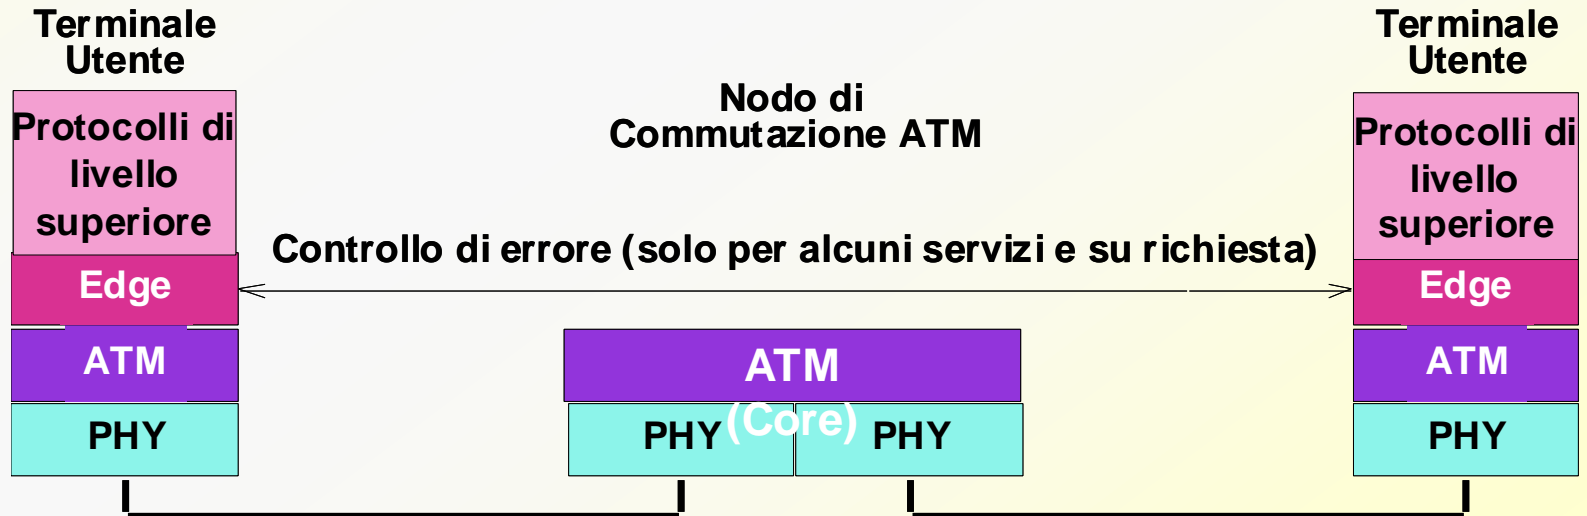 Terminale
Utente
Terminale
Utente
Nodo di
Commutazione ATM
Protocolli di
livello
superiore
Protocolli di
livello
superiore
Controllo di errore (solo per alcuni servizi e su richiesta)
Edge
Edge
ATM
ATM
(Core)
ATM
PHY
PHY
PHY
PHY